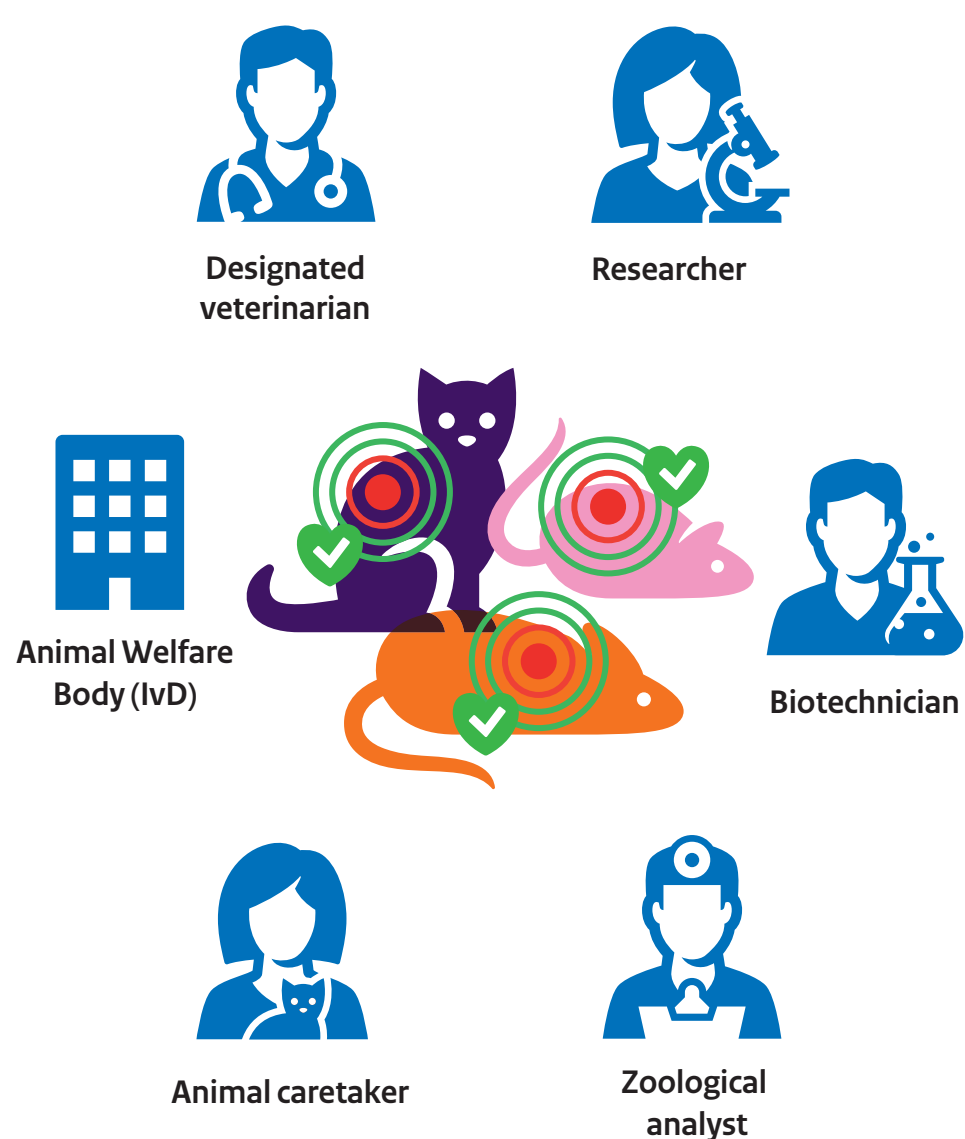 Designated
veterinarian
Researcher
Animal Welfare
Body (IvD)
Biotechnician
Animal caretaker
Zoological
analyst